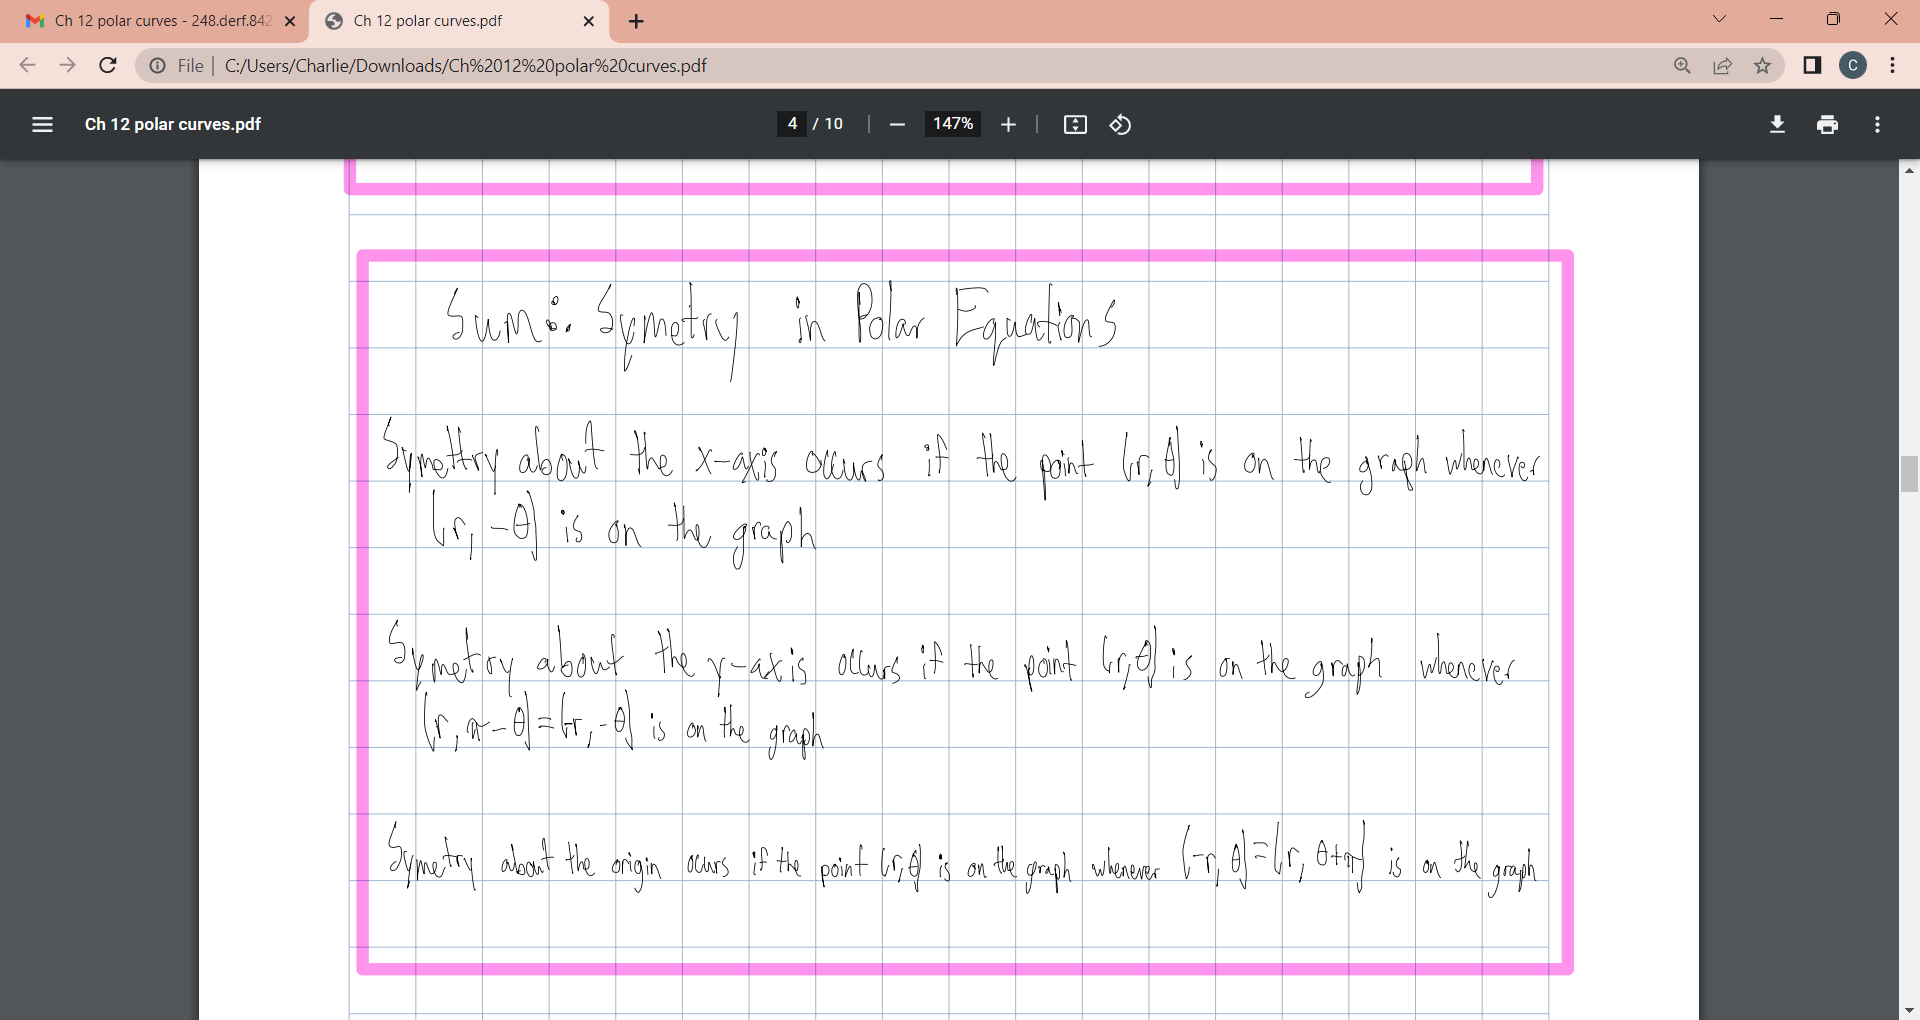 Ch 12 polar curves - 248.derf.842
Ch 12 polar curves.pdf
File
C:/Users/Charlie/Downloads/Ch%2012%20polar%20curves.pdf
C
Ch 12 polar curves.pdf
4 / 10
147%
Sum: Symetry in Polar Equations
Symettry about the x-axis occurs if the point (r, θ) is on the graph whenever
(r, -θ) is on the graph
Symetry about the y-axis occurs if the point (r, θ) is on the graph whenever
(r, π-θ)=(-r, -θ) is on the graph
Symetry about the origin occurs if the point (r, θ) is on the graph whenever (-r, θ)=(r, θ+π) is on the graph